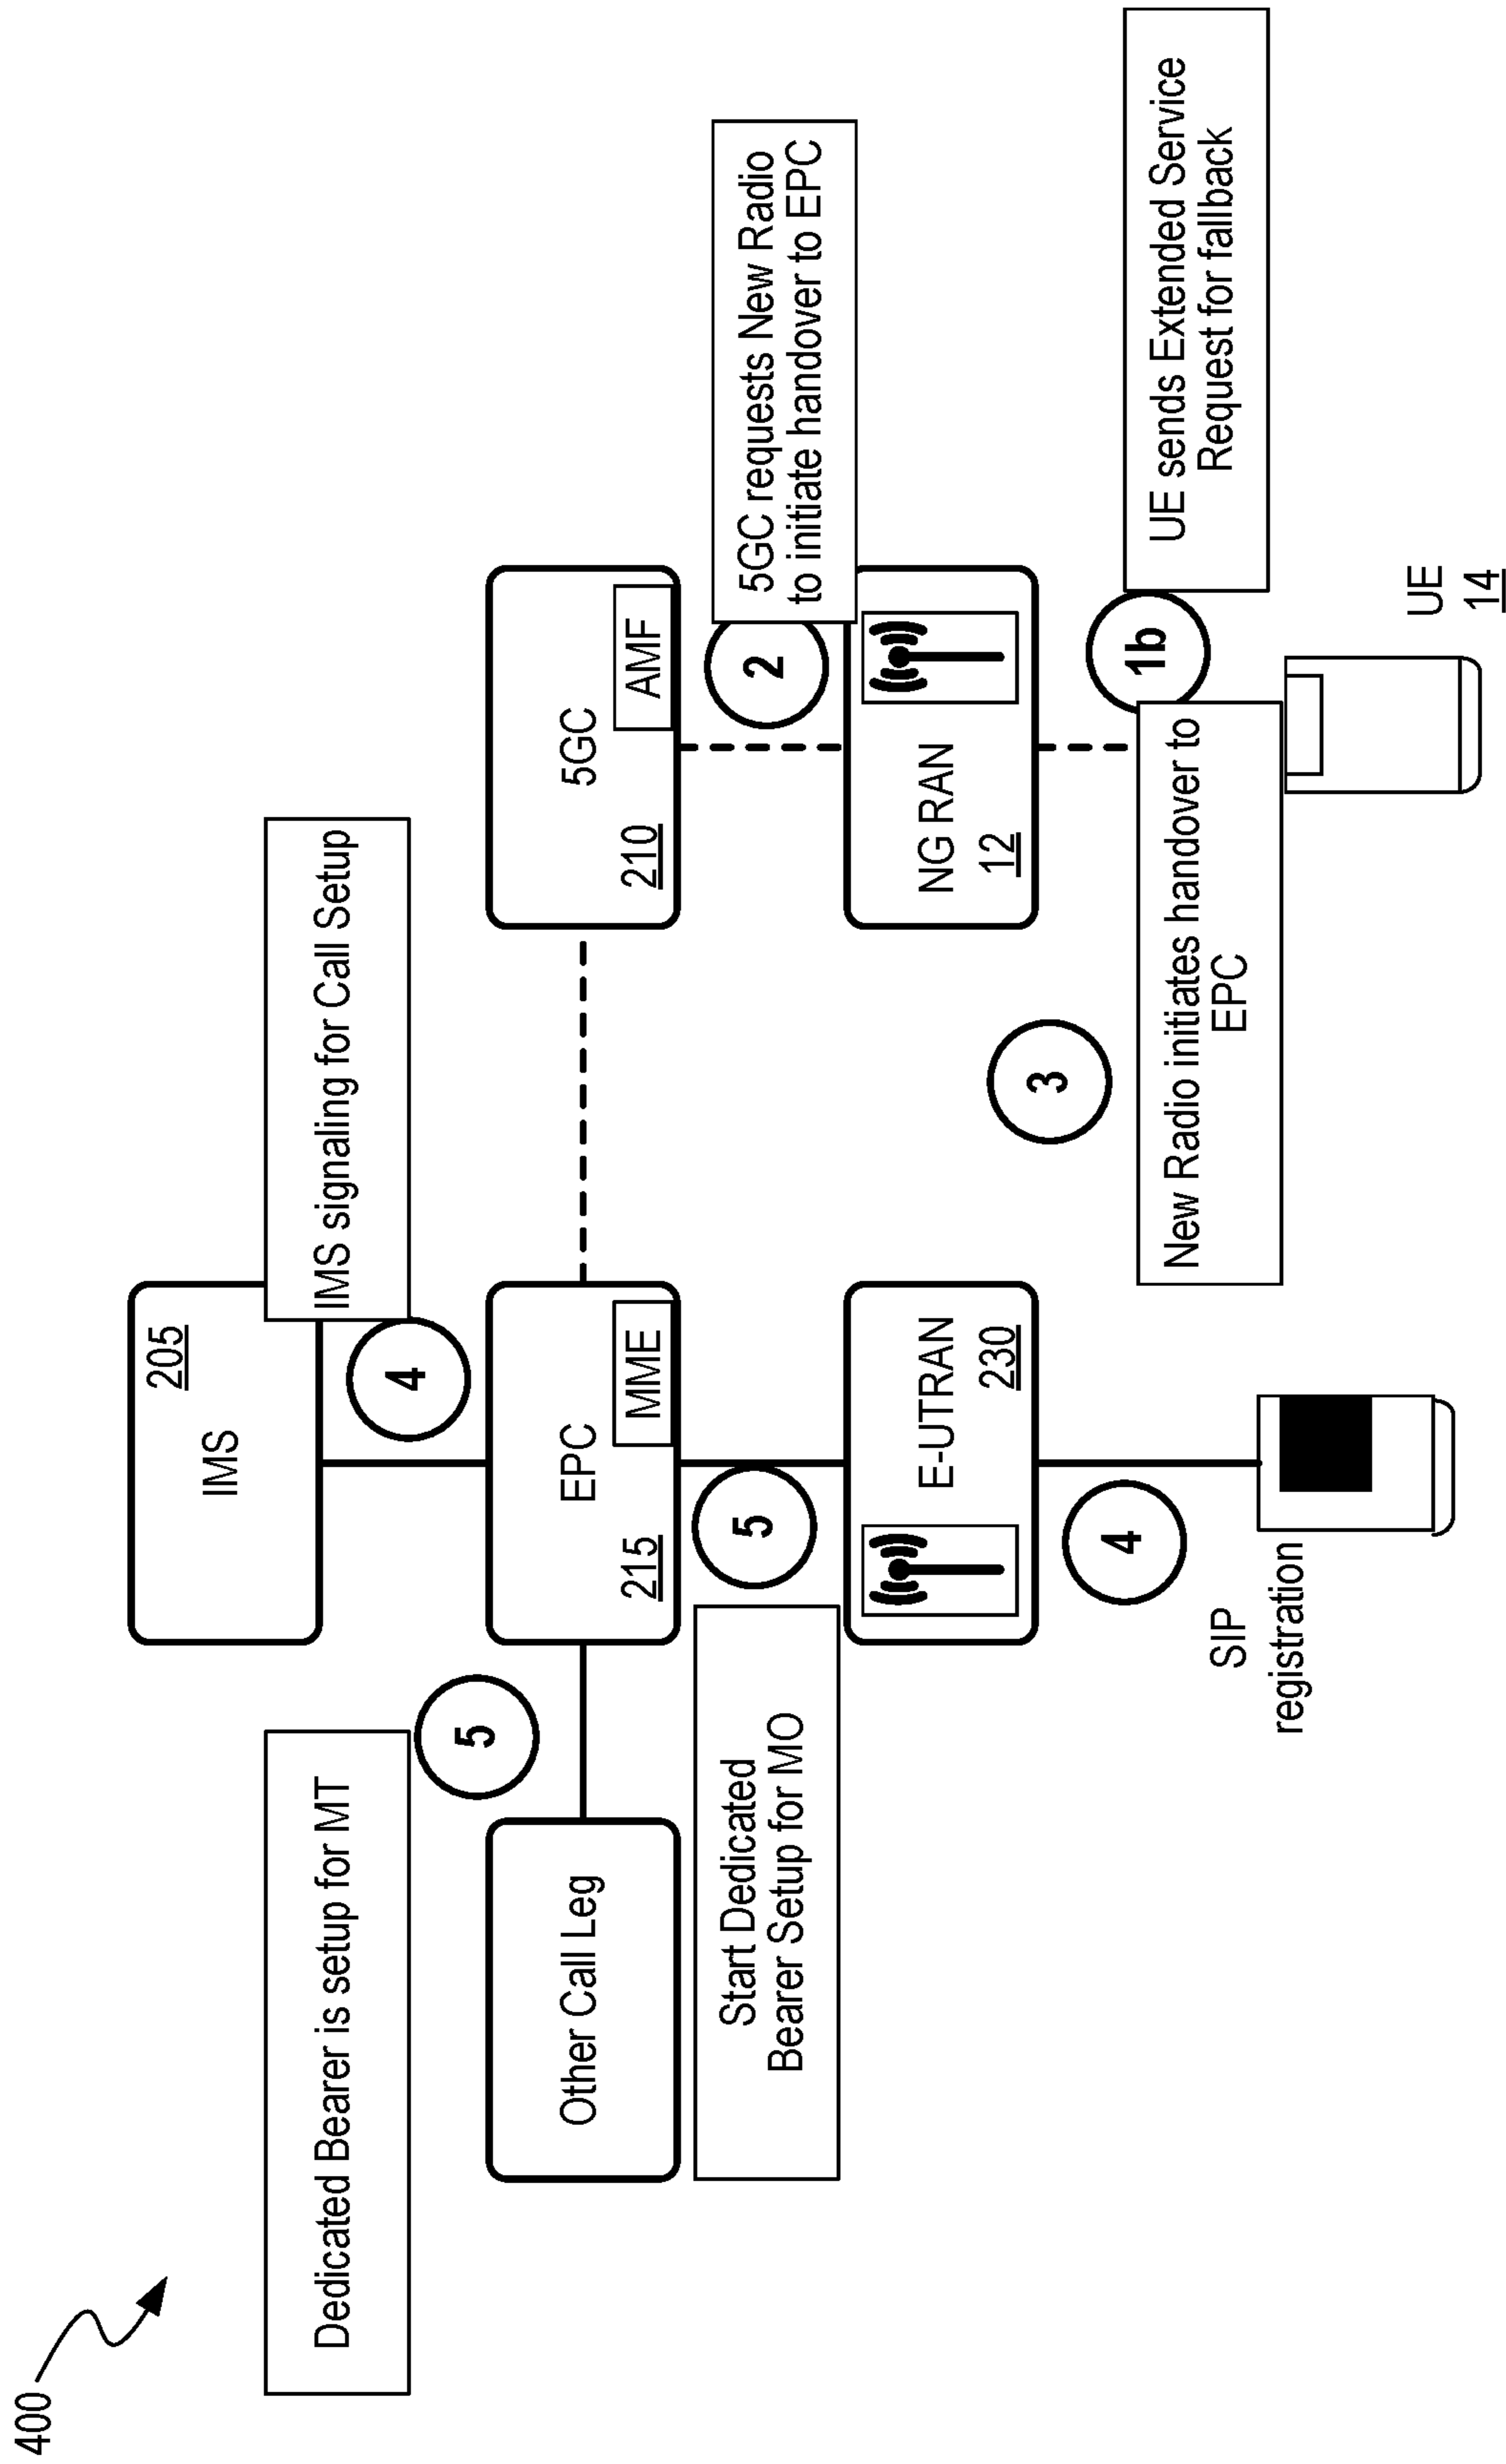 400
IMS
205
IMS signaling for Call Setup
4
Dedicated Bearer is setup for MT
5
Other Call Leg
EPC
215
MME
5GC
210
AMF
Start Dedicated
Bearer Setup for MO
5
2
5GC requests New Radio
to initiate handover to EPC
E-UTRAN
230
NG RAN
12
3
4
SIP
registration
New Radio initiates handover to
EPC
1b
UE sends Extended Service
Request for fallback
UE
14